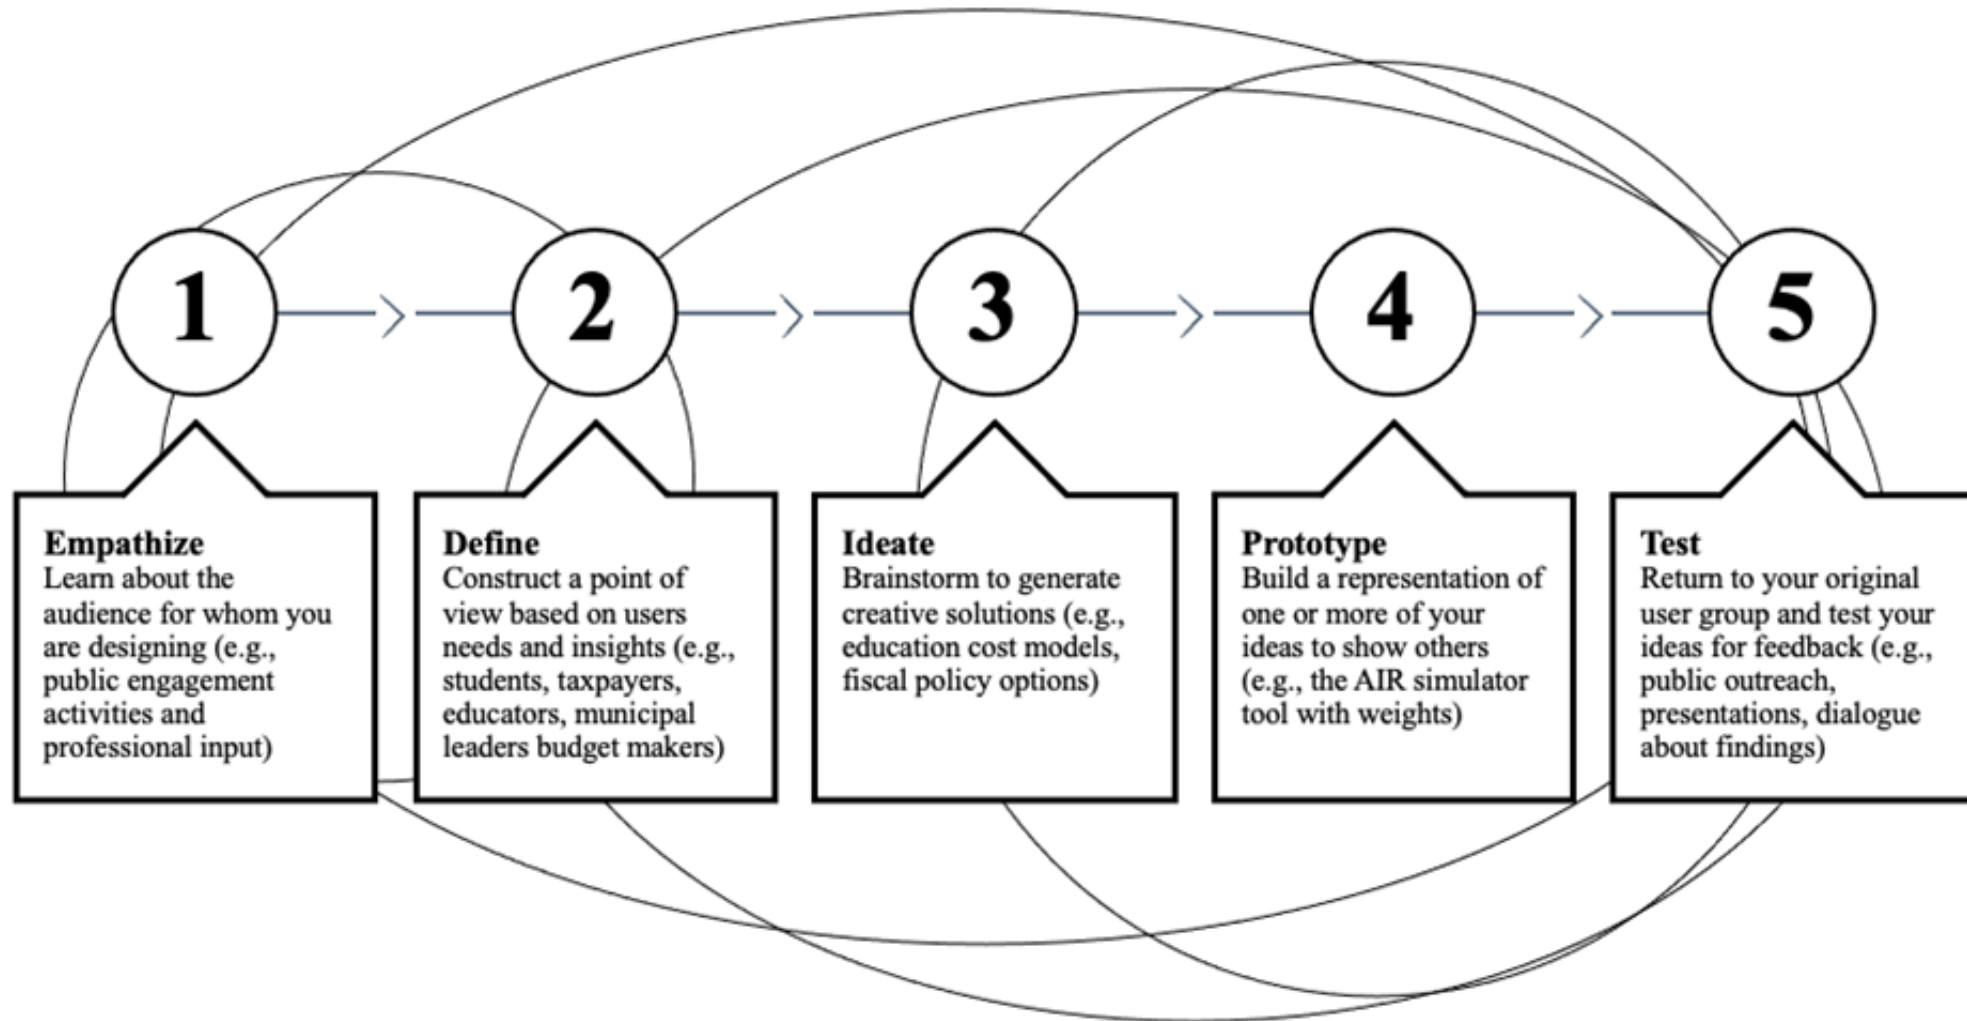 1
2
3
4
5
Empathize
Learn about the
audience for whom you
are designing (e.g.,
public engagement
activities and
professional input)
Define
Construct a point of
view based on users
needs and insights (e.g.,
students, taxpayers,
educators, municipal
leaders budget makers)
Ideate
Brainstorm to generate
creative solutions (e.g.,
education cost models,
fiscal policy options)
Prototype
Build a representation of
one or more of your
ideas to show others
(e.g., the AIR simulator
tool with weights)
Test
Return to your original
user group and test your
ideas for feedback (e.g.,
public outreach,
presentations, dialogue
about findings)